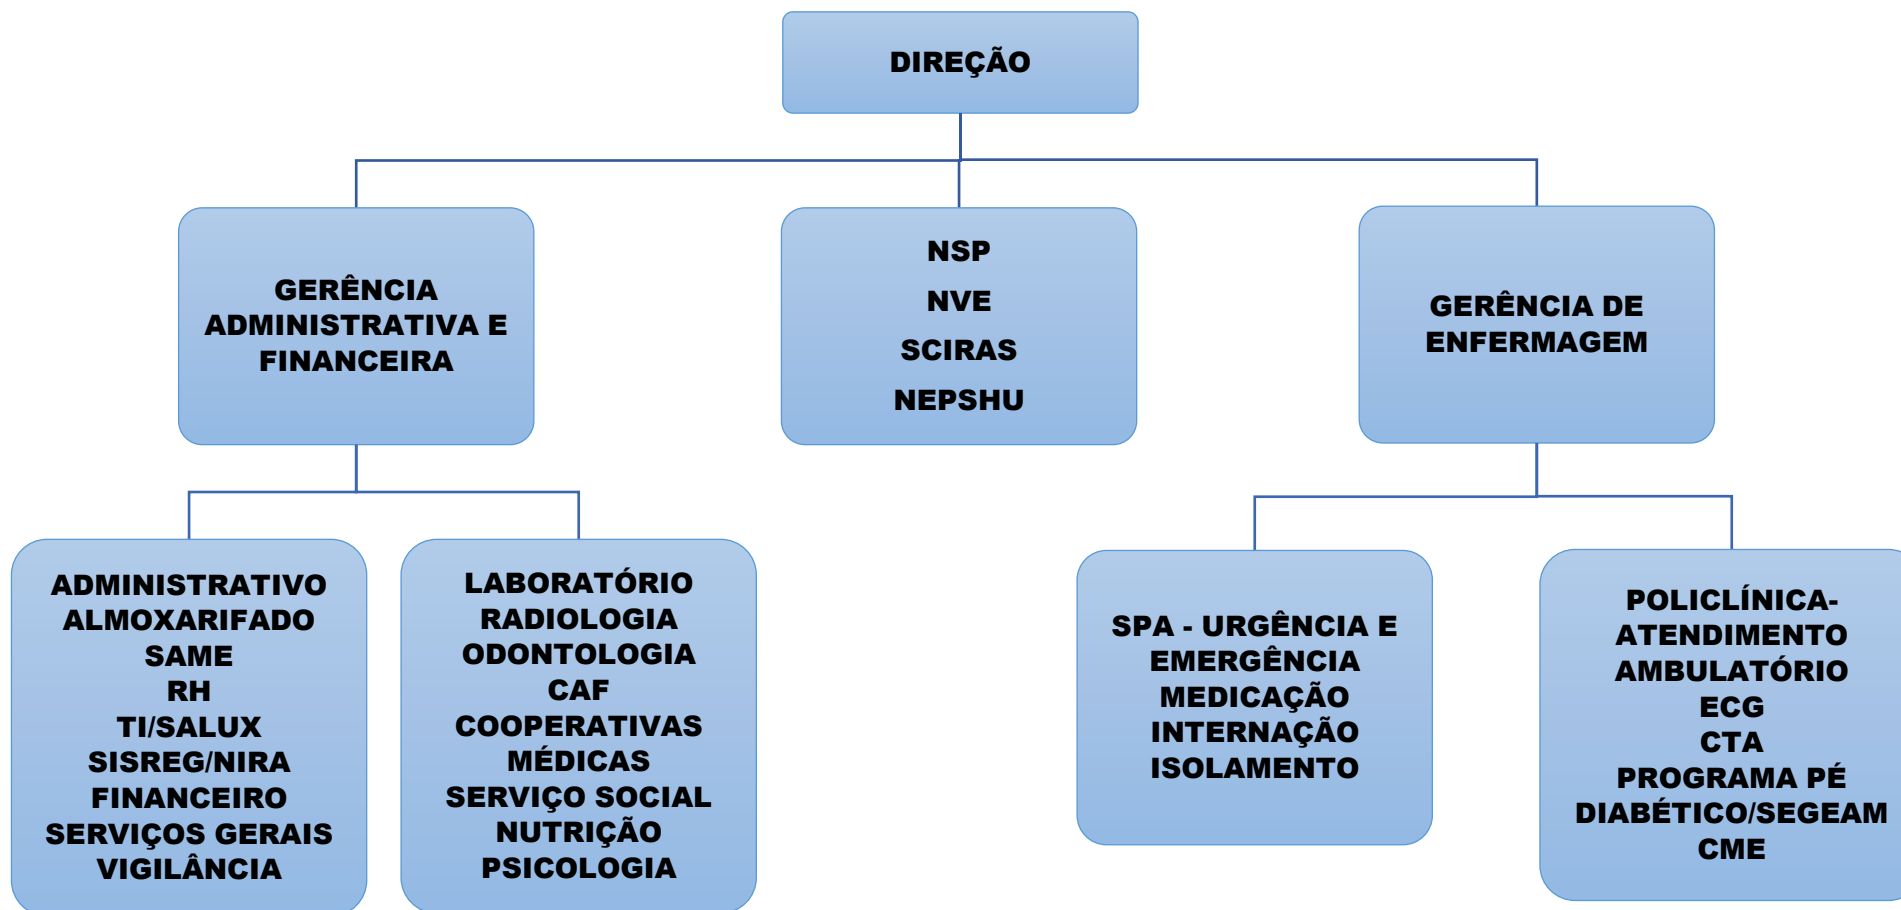 DIREÇÃO
GERÊNCIA
ADMINISTRATIVA E
FINANCEIRA
NSP
NVE
SCIRAS
NEPSHU
GERÊNCIA DE
ENFERMAGEM
ADMINISTRATIVO
ALMOXARIFADO
SAME
RH
TI/SALUX
SISREG/NIRA
FINANCEIRO
SERVIÇOS GERAIS
VIGILÂNCIA
LABORATÓRIO
RADIOLOGIA
ODONTOLOGIA
CAF
COOPERATIVAS
MÉDICAS
SERVIÇO SOCIAL
NUTRIÇÃO
PSICOLOGIA
SPA - URGÊNCIA E
EMERGÊNCIA
MEDICAÇÃO
INTERNAÇÃO
ISOLAMENTO
POLICLÍNICA-
ATENDIMENTO
AMBULATÓRIO
ECG
CTA
PROGRAMA PÉ
DIABÉTICO/SEGEAM
CME